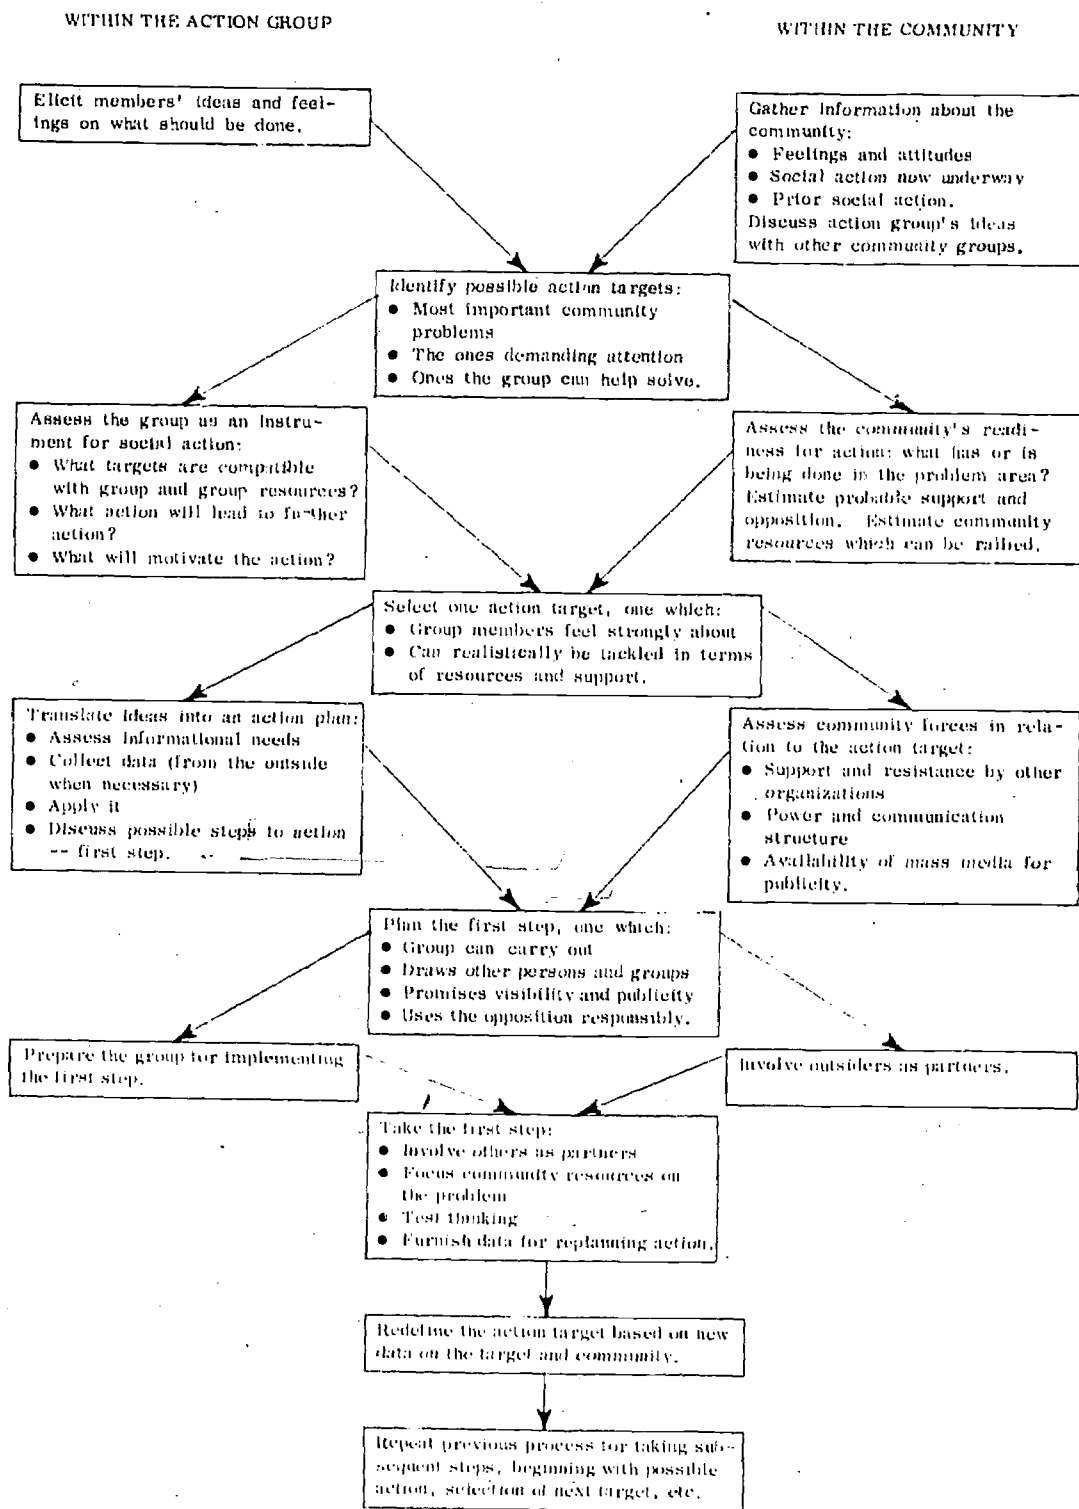 WITHIN THE ACTION GROUP
WITHIN THE COMMUNITY
Elicit members' ideas and feel-
ings on what should be done.
Gather information about the
community:
● Feelings and attitudes
● Social action now underway
● Prior social action.
Discuss action group's ideas
with other community groups.
Identify possible action targets:
● Most important community
problems
● The ones demanding attention
● Ones the group can help solve.
Assess the group as an instru-
ment for social action:
● What targets are compatible
with group and group resources?
● What action will lead to further
action?
● What will motivate the action?
Assess the community's readi-
ness for action: what has or is
being done in the problem area?
Estimate probable support and
opposition. Estimate community
resources which can be rallied.
Select one action target, one which:
● Group members feel strongly about
● Can realistically be tackled in terms
of resources and support.
Translate ideas into an action plan:
● Assess informational needs
● Collect data (from the outside
when necessary)
● Apply it
● Discuss possible steps to action
-- first step.
Assess community forces in rela-
tion to the action target:
● Support and resistance by other
organizations
● Power and communication
structure
● Availability of mass media for
publicity.
Plan the first step, one which:
● Group can carry out
● Draws other persons and groups
● Promises visibility and publicity
● Uses the opposition responsibly.
Prepare the group for implementing
the first step.
Involve outsiders as partners.
Take the first step:
● Involve others as partners
● Focus community resources on
the problem
● Test thinking
● Furnish data for replanning action.
Redefine the action target based on new
data on the target and community.
Repeat previous process for taking sub-
sequent steps, beginning with possible
action, selection of next target, etc.